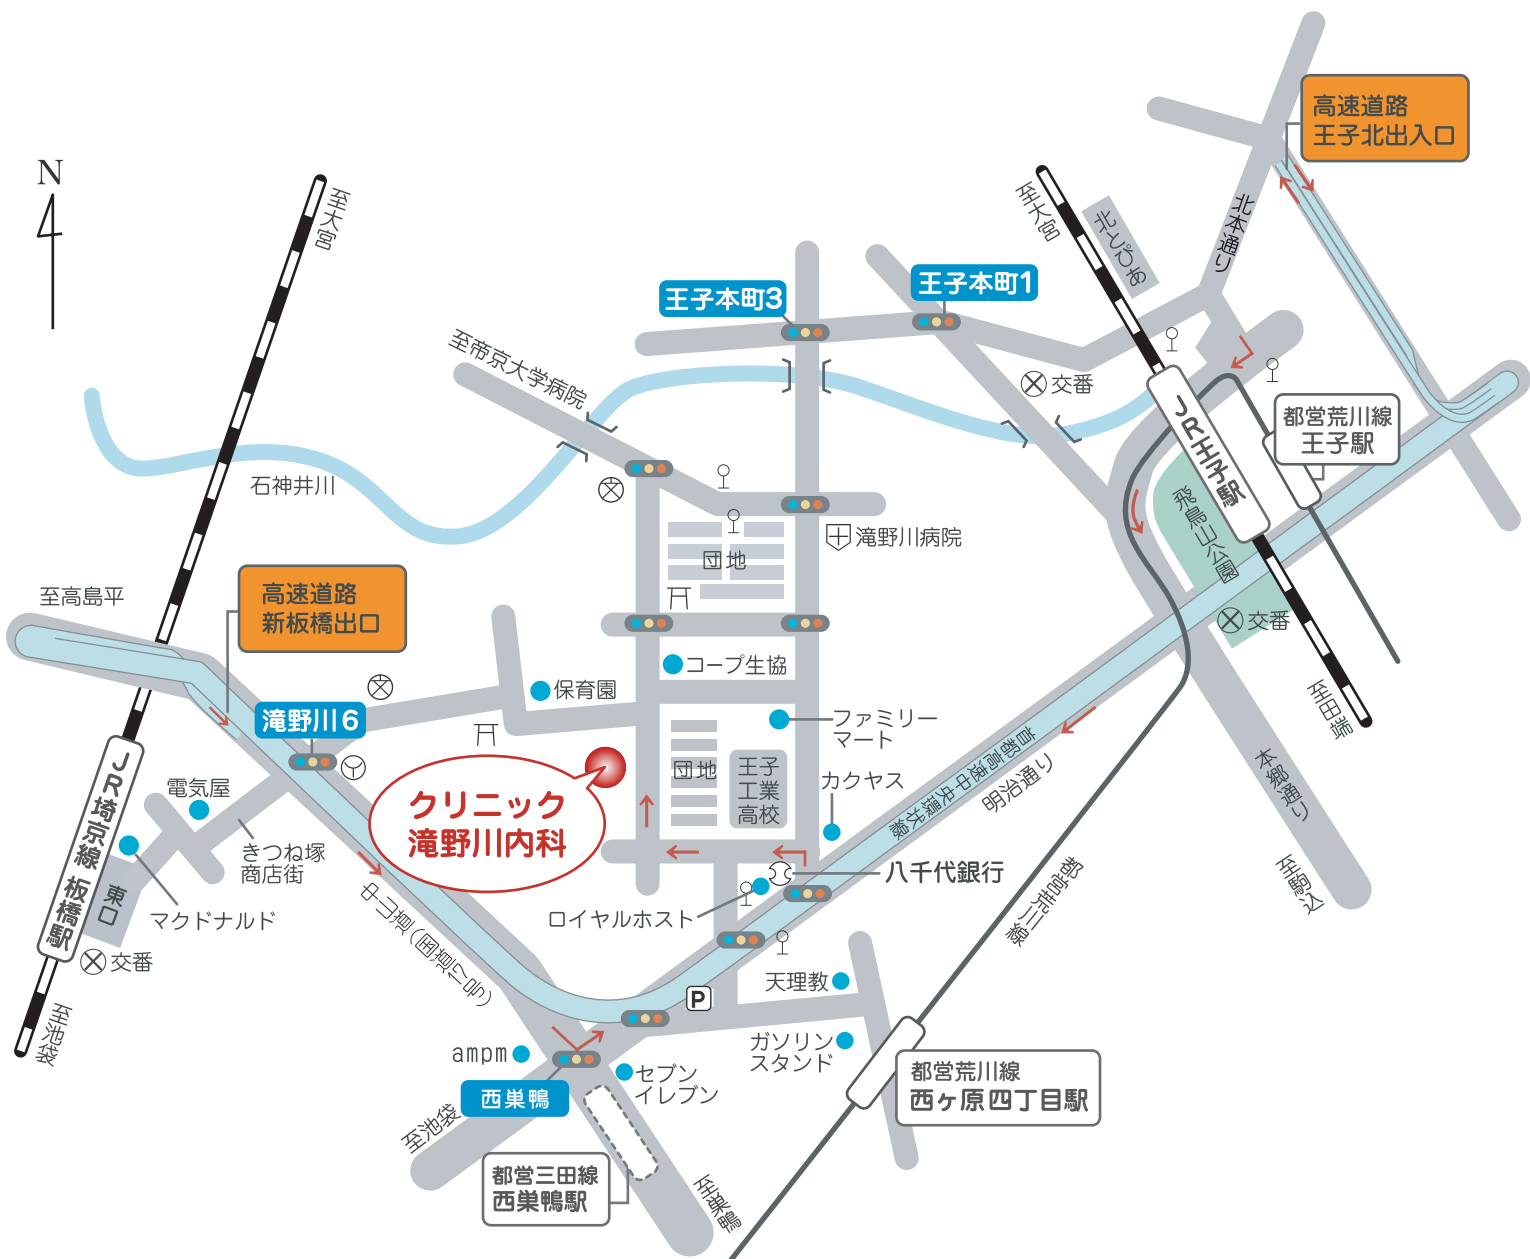 N
至大宮
至大宮
北とぴあ
北本通り
高速道路
王子北出入口
王子本町3
王子本町1
至帝京大学病院
交番
JR王子駅
都営荒川線
王子駅
石神井川
飛鳥山公園
滝野川病院
団地
至高島平
高速道路
新板橋出口
交番
コープ生協
保育園
滝野川6
ファミリー
マート
至田端
団地
王子
工業
高校
カクヤス
首都高速中央環状線
明治通り
本郷通り
JR埼京線 板橋駅
電気屋
クリニック
滝野川内科
きつね塚
商店街
東口
マクドナルド
中山道(国道17号)
八千代銀行
ロイヤルホスト
都営荒川線
至駒込
交番
天理教
P
至池袋
ampm
ガソリン
スタンド
セブン
イレブン
西巣鴨
都営荒川線
西ヶ原四丁目駅
至池袋
都営三田線
西巣鴨駅
至巣鴨